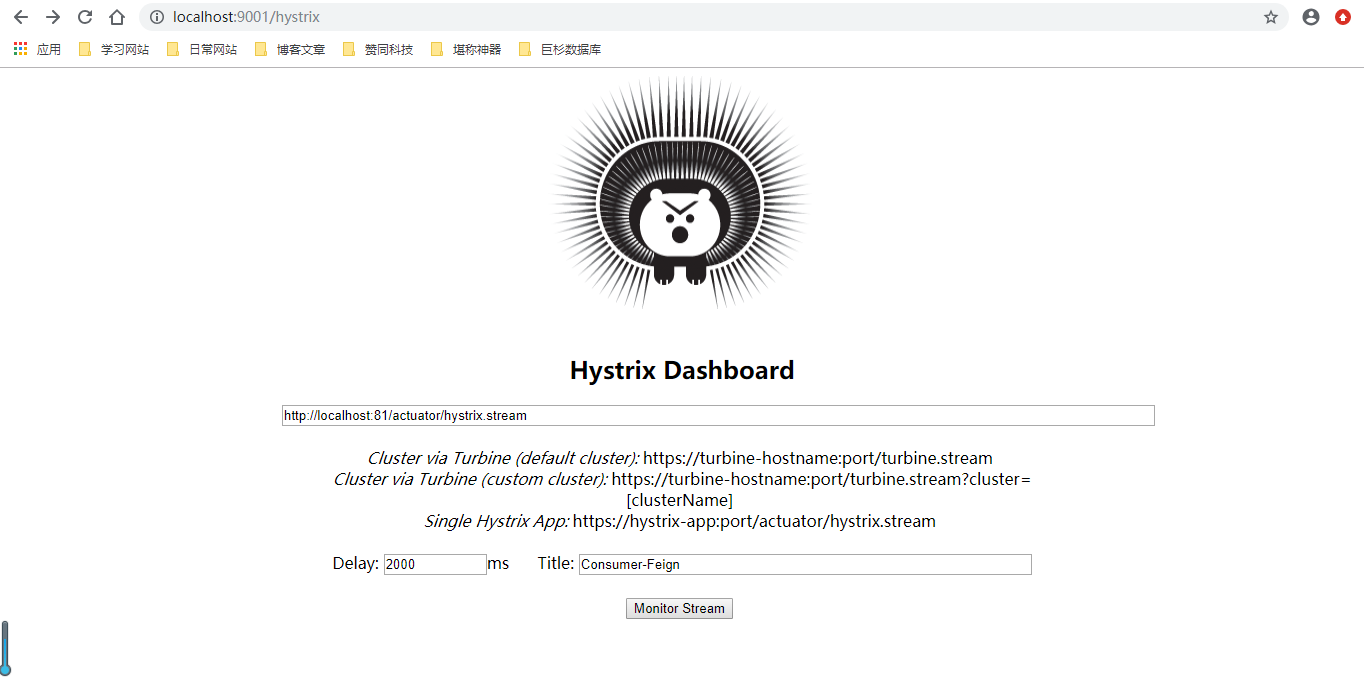 localhost:9001/hystrix
应用 学习网站 日常网站 博客文章 赞同科技 堪称神器 巨杉数据库
Hystrix Dashboard
http://localhost:81/actuator/hystrix.stream
Cluster via Turbine (default cluster): https://turbine-hostname:port/turbine.stream
Cluster via Turbine (custom cluster): https://turbine-hostname:port/turbine.stream?cluster=
[clusterName]
Single Hystrix App: https://hystrix-app:port/actuator/hystrix.stream
Delay: 2000 ms Title: Consumer-Feign
Monitor Stream